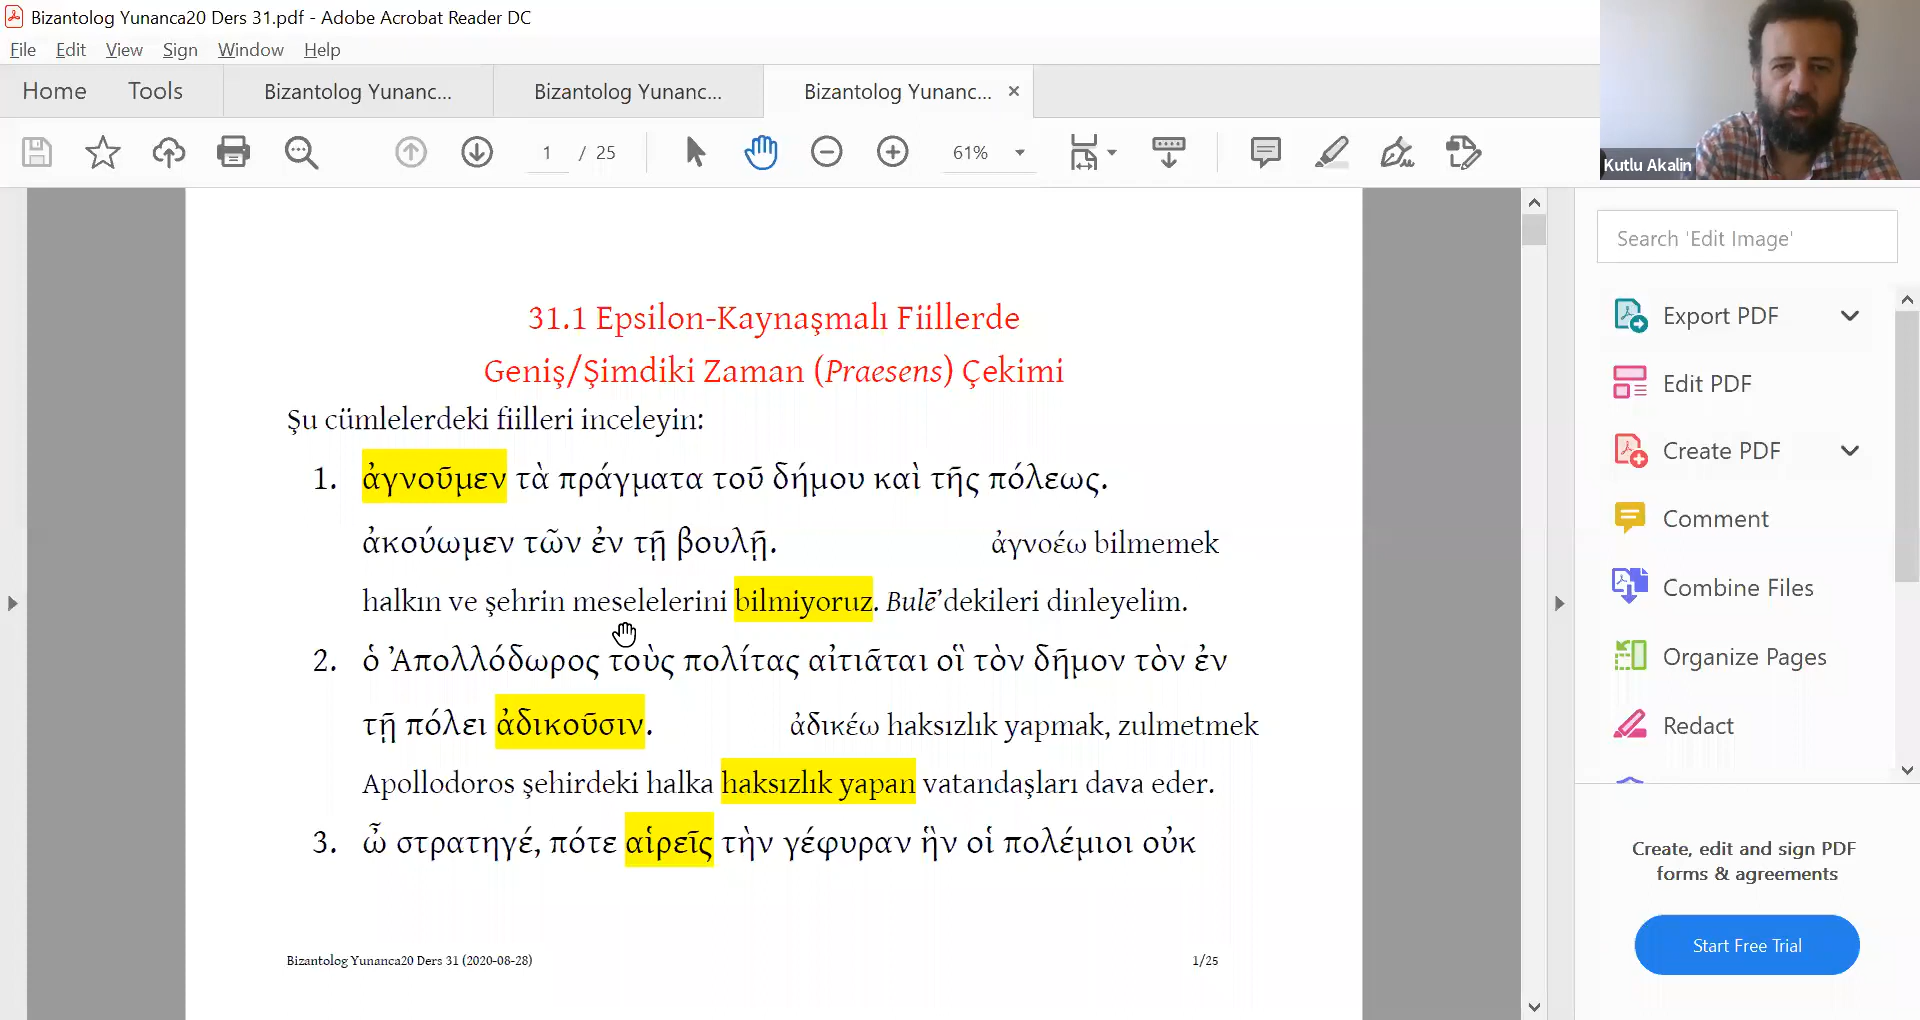 Bizantolog Yunanca20 Ders 31.pdf - Adobe Acrobat Reader DC
File Edit View Sign Window Help
Home Tools Bizantolog Yunanc... Bizantolog Yunanc... Bizantolog Yunanc... ×
1 / 25 61%
Kutlu Akalin
31.1 Epsilon-Kaynaşmalı Fiillerde
Geniş/Şimdiki Zaman (Praesens) Çekimi
Şu cümlelerdeki fiilleri inceleyin:
1. ἀγνοῦμεν τὰ πράγματα τοῦ δήμου καὶ τῆς πόλεως.
ἀκούωμεν τῶν ἐν τῇ βουλῇ. ἀγνοέω bilmemek
halkın ve şehrin meselelerini bilmiyoruz. Bulē’dekileri dinleyelim.
2. ὁ Ἀπολλόδωρος τοὺς πολίτας αἰτιᾶται οἳ τὸν δῆμον τὸν ἐν
τῇ πόλει ἀδικοῦσιν. ἀδικέω haksızlık yapmak, zulmetmek
Apollodoros şehirdeki halka haksızlık yapan vatandaşları dava eder.
3. ὦ στρατηγέ, πότε αἱρεῖς τὴν γέφυραν ἣν οἱ πολέμιοι οὐκ
Bizantolog Yunanca20 Ders 31 (2020-08-28) 1/25
Search 'Edit Image'
Export PDF
Edit PDF
Create PDF
Comment
Combine Files
Organize Pages
Redact
Create, edit and sign PDF
forms & agreements
Start Free Trial